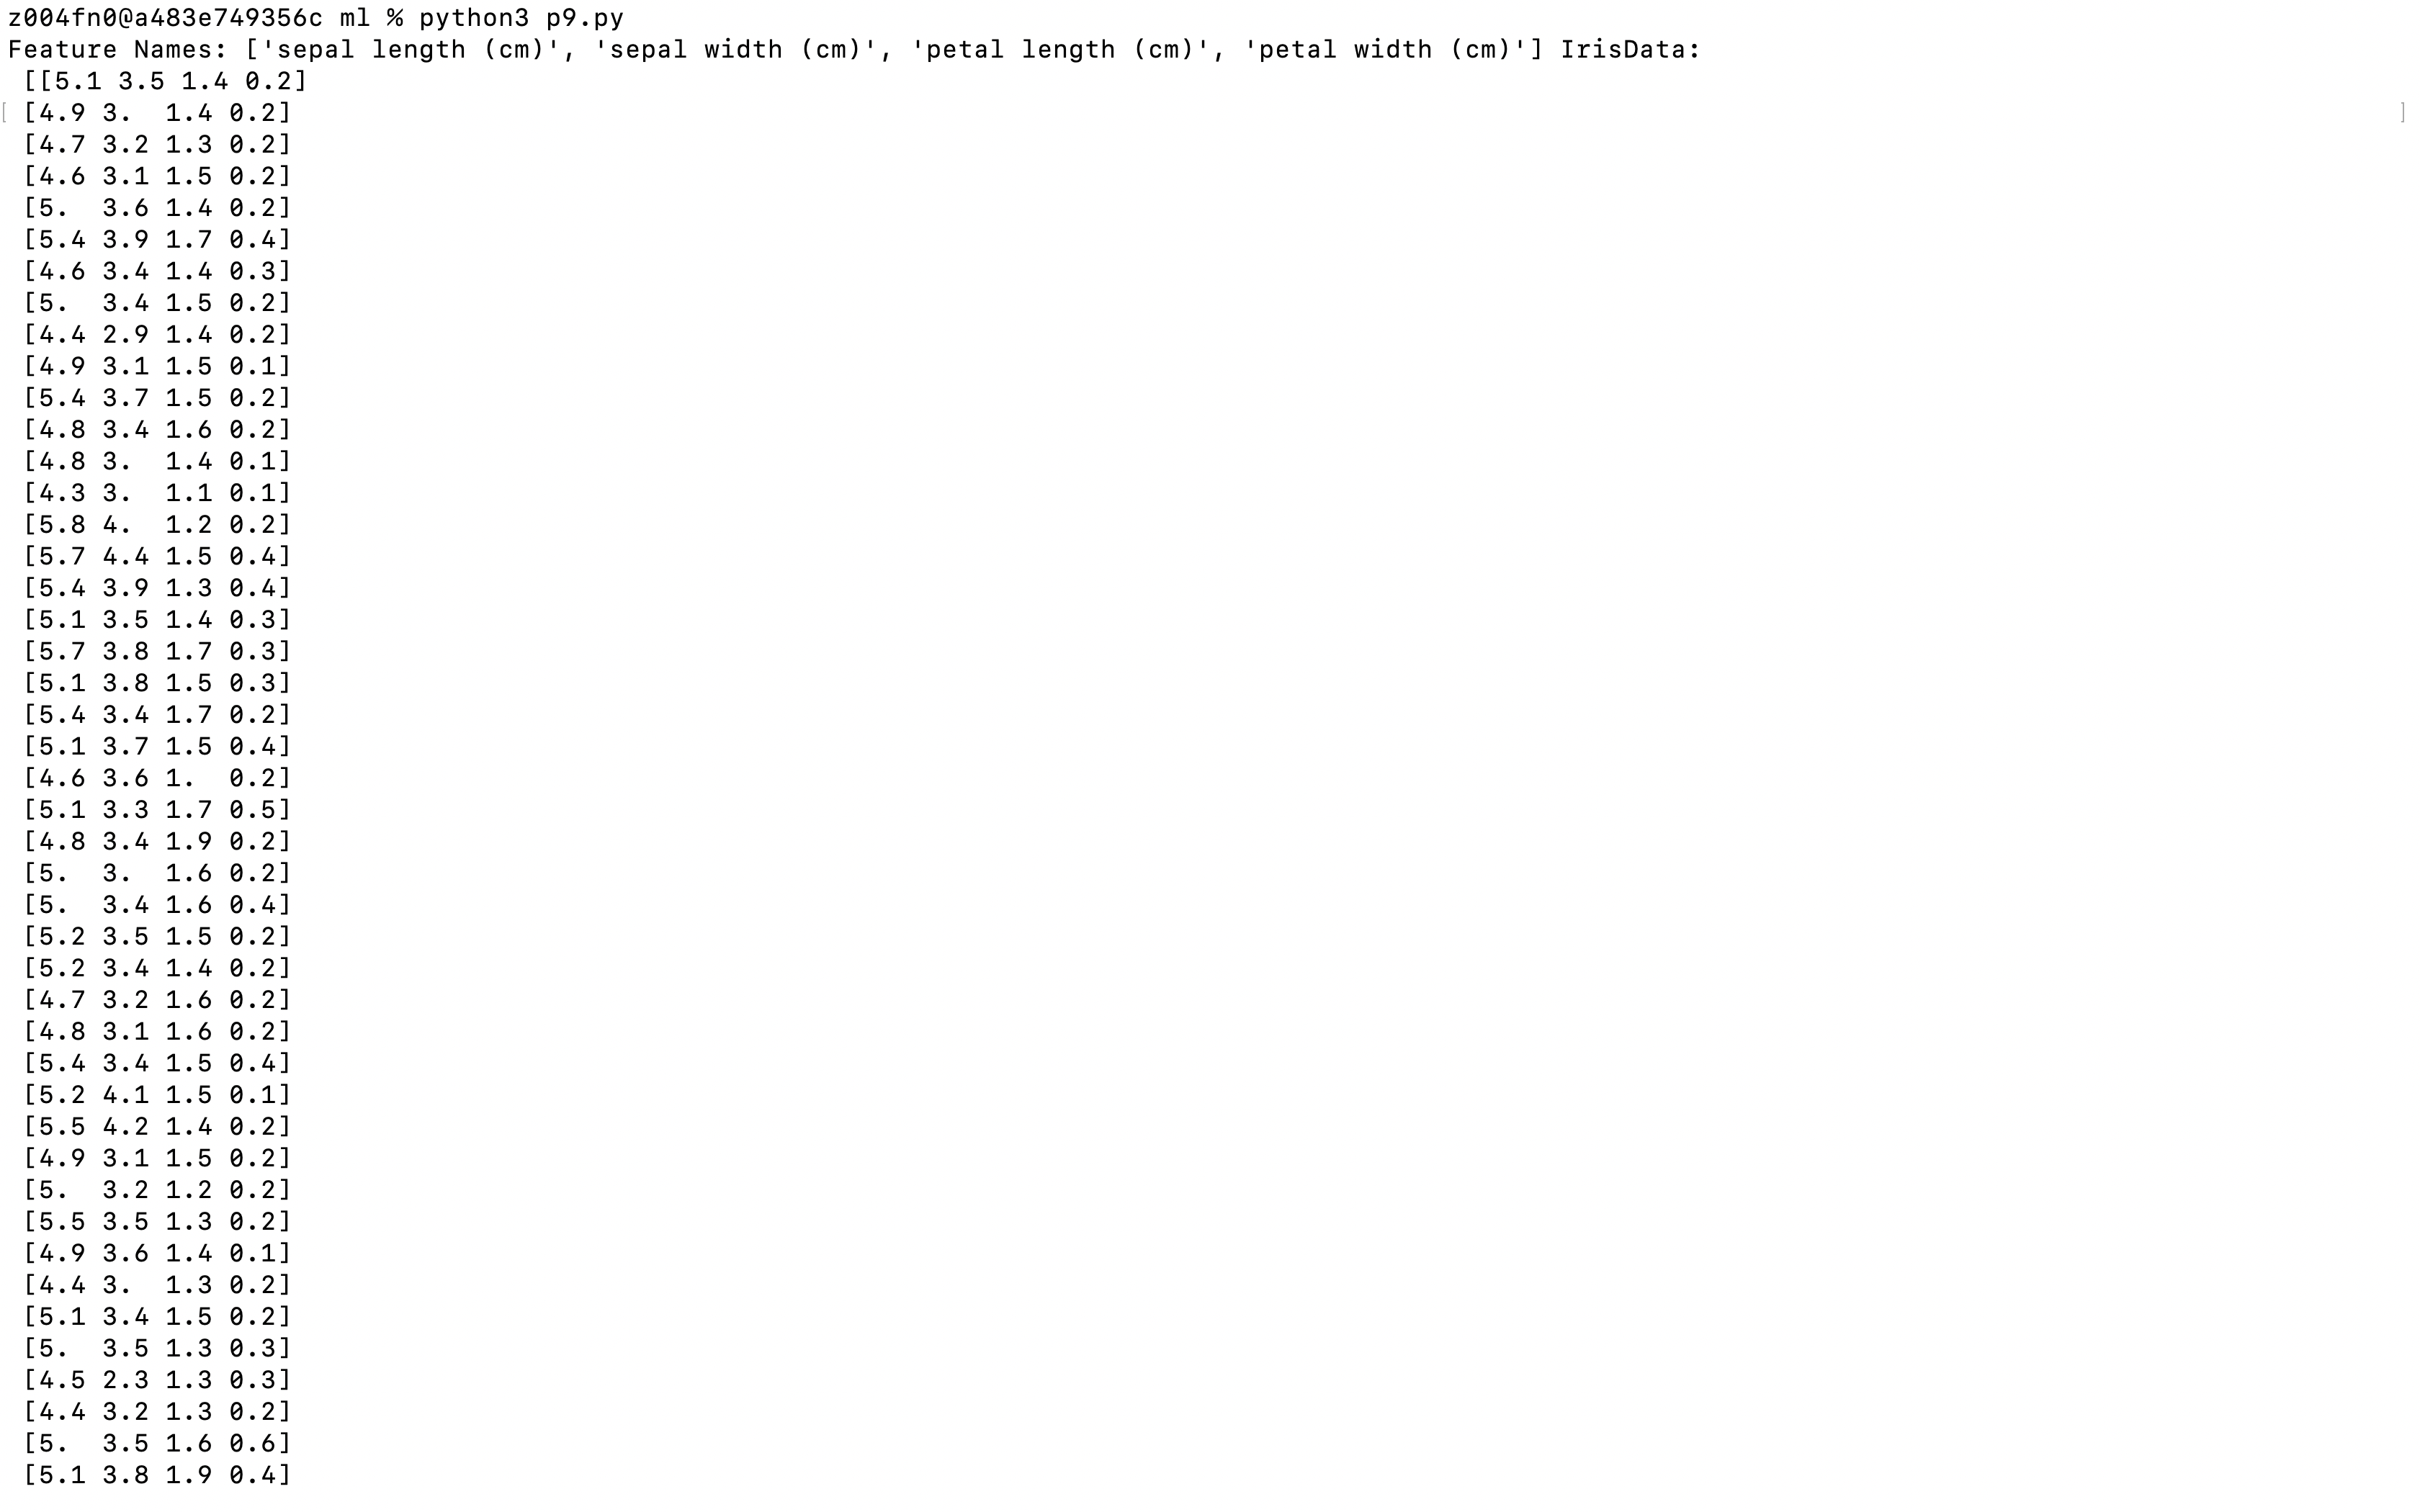 z004fn0@a483e749356c ml % python3 p9.py
Feature Names: ['sepal length (cm)', 'sepal width (cm)', 'petal length (cm)', 'petal width (cm)'] IrisData:
 [[5.1 3.5 1.4 0.2]
[ [4.9 3.  1.4 0.2] ]
 [4.7 3.2 1.3 0.2]
 [4.6 3.1 1.5 0.2]
 [5.  3.6 1.4 0.2]
 [5.4 3.9 1.7 0.4]
 [4.6 3.4 1.4 0.3]
 [5.  3.4 1.5 0.2]
 [4.4 2.9 1.4 0.2]
 [4.9 3.1 1.5 0.1]
 [5.4 3.7 1.5 0.2]
 [4.8 3.4 1.6 0.2]
 [4.8 3.  1.4 0.1]
 [4.3 3.  1.1 0.1]
 [5.8 4.  1.2 0.2]
 [5.7 4.4 1.5 0.4]
 [5.4 3.9 1.3 0.4]
 [5.1 3.5 1.4 0.3]
 [5.7 3.8 1.7 0.3]
 [5.1 3.8 1.5 0.3]
 [5.4 3.4 1.7 0.2]
 [5.1 3.7 1.5 0.4]
 [4.6 3.6 1.  0.2]
 [5.1 3.3 1.7 0.5]
 [4.8 3.4 1.9 0.2]
 [5.  3.  1.6 0.2]
 [5.  3.4 1.6 0.4]
 [5.2 3.5 1.5 0.2]
 [5.2 3.4 1.4 0.2]
 [4.7 3.2 1.6 0.2]
 [4.8 3.1 1.6 0.2]
 [5.4 3.4 1.5 0.4]
 [5.2 4.1 1.5 0.1]
 [5.5 4.2 1.4 0.2]
 [4.9 3.1 1.5 0.2]
 [5.  3.2 1.2 0.2]
 [5.5 3.5 1.3 0.2]
 [4.9 3.6 1.4 0.1]
 [4.4 3.  1.3 0.2]
 [5.1 3.4 1.5 0.2]
 [5.  3.5 1.3 0.3]
 [4.5 2.3 1.3 0.3]
 [4.4 3.2 1.3 0.2]
 [5.  3.5 1.6 0.6]
 [5.1 3.8 1.9 0.4]